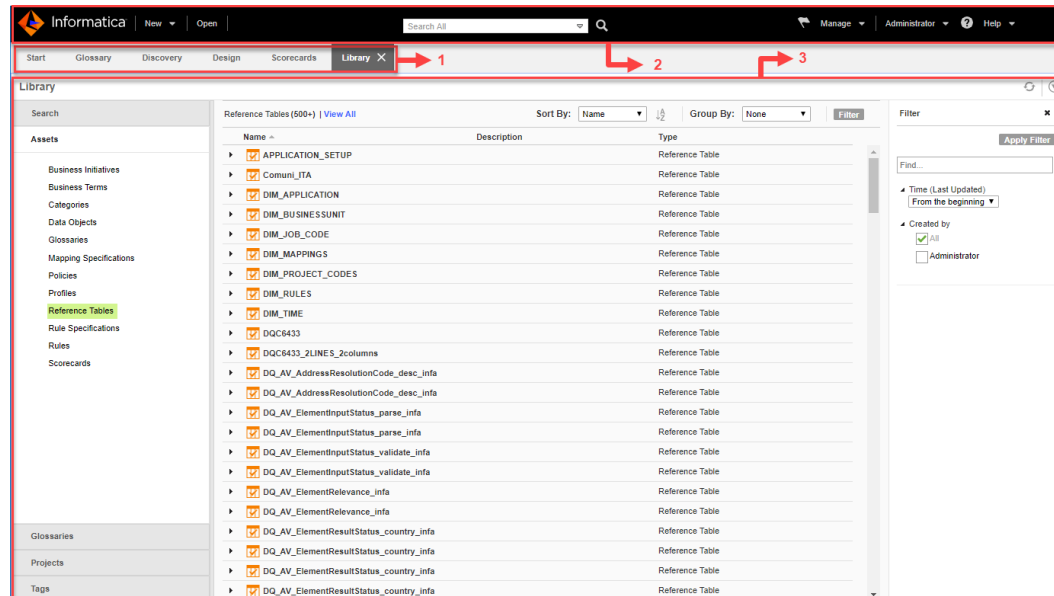 Informatica New Open Search All Manage Administrator ? Help
Start Glossary Discovery Design Scorecards Library X 1 2 3
Library
Search
Assets
Business Initiatives
Business Terms
Categories
Data Objects
Glossaries
Mapping Specifications
Policies
Profiles
Reference Tables
Rule Specifications
Rules
Scorecards
Glossaries
Projects
Tags
Reference Tables (500+) | View All Sort By: Name Group By: None Filter
Name Description Type
APPLICATION_SETUP Reference Table
Comuni_ITA Reference Table
DIM_APPLICATION Reference Table
DIM_BUSINESSUNIT Reference Table
DIM_JOB_CODE Reference Table
DIM_MAPPINGS Reference Table
DIM_PROJECT_CODES Reference Table
DIM_RULES Reference Table
DIM_TIME Reference Table
DQC6433 Reference Table
DQC6433_2LINES_2columns Reference Table
DQ_AV_AddressResolutionCode_desc_infa Reference Table
DQ_AV_AddressResolutionCode_desc_infa Reference Table
DQ_AV_ElementInputStatus_parse_infa Reference Table
DQ_AV_ElementInputStatus_parse_infa Reference Table
DQ_AV_ElementInputStatus_validate_infa Reference Table
DQ_AV_ElementInputStatus_validate_infa Reference Table
DQ_AV_ElementRelevance_infa Reference Table
DQ_AV_ElementRelevance_infa Reference Table
DQ_AV_ElementResultStatus_country_infa Reference Table
DQ_AV_ElementResultStatus_country_infa Reference Table
DQ_AV_ElementResultStatus_country_infa Reference Table
DQ_AV_ElementResultStatus_country_infa Reference Table
Filter
Apply Filter
Find...
Time (Last Updated)
From the beginning
Created by
All
Administrator